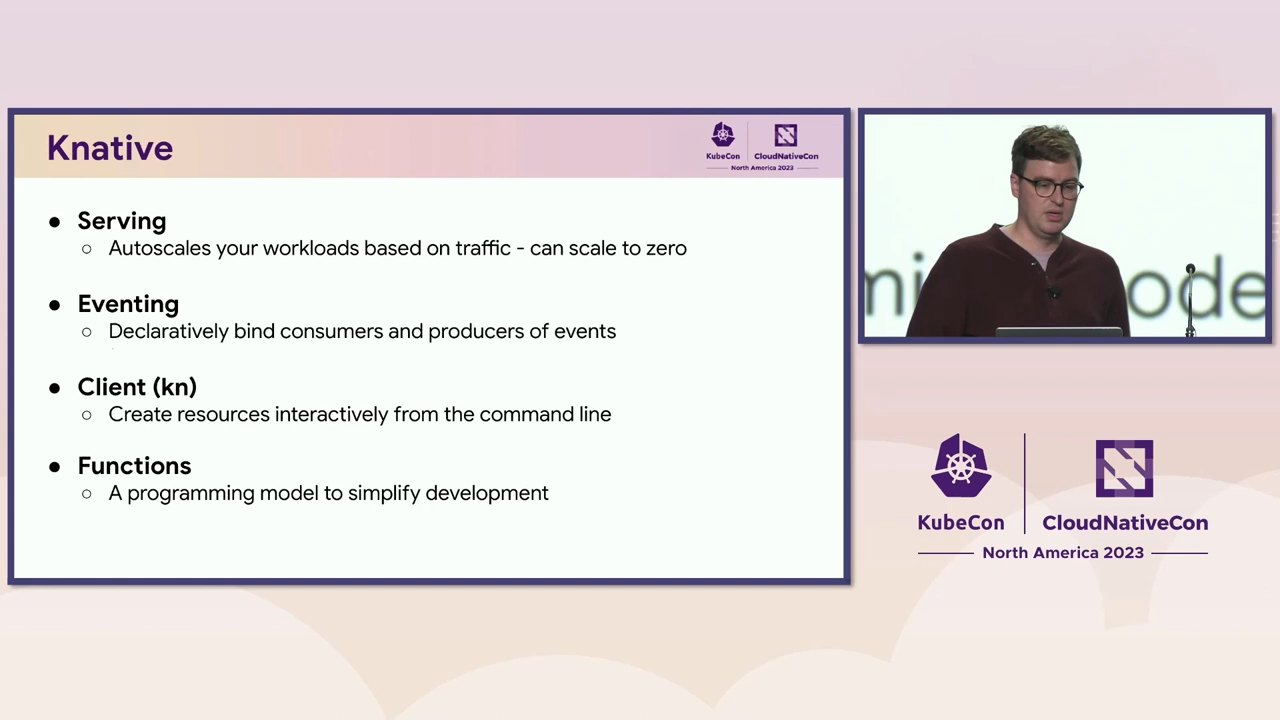 Knative
KubeCon
CloudNativeCon
North America 2023
● Serving
○ Autoscales your workloads based on traffic - can scale to zero
● Eventing
○ Declaratively bind consumers and producers of events
● Client (kn)
○ Create resources interactively from the command line
● Functions
○ A programming model to simplify development
mi
ode
KubeCon
CloudNativeCon
North America 2023